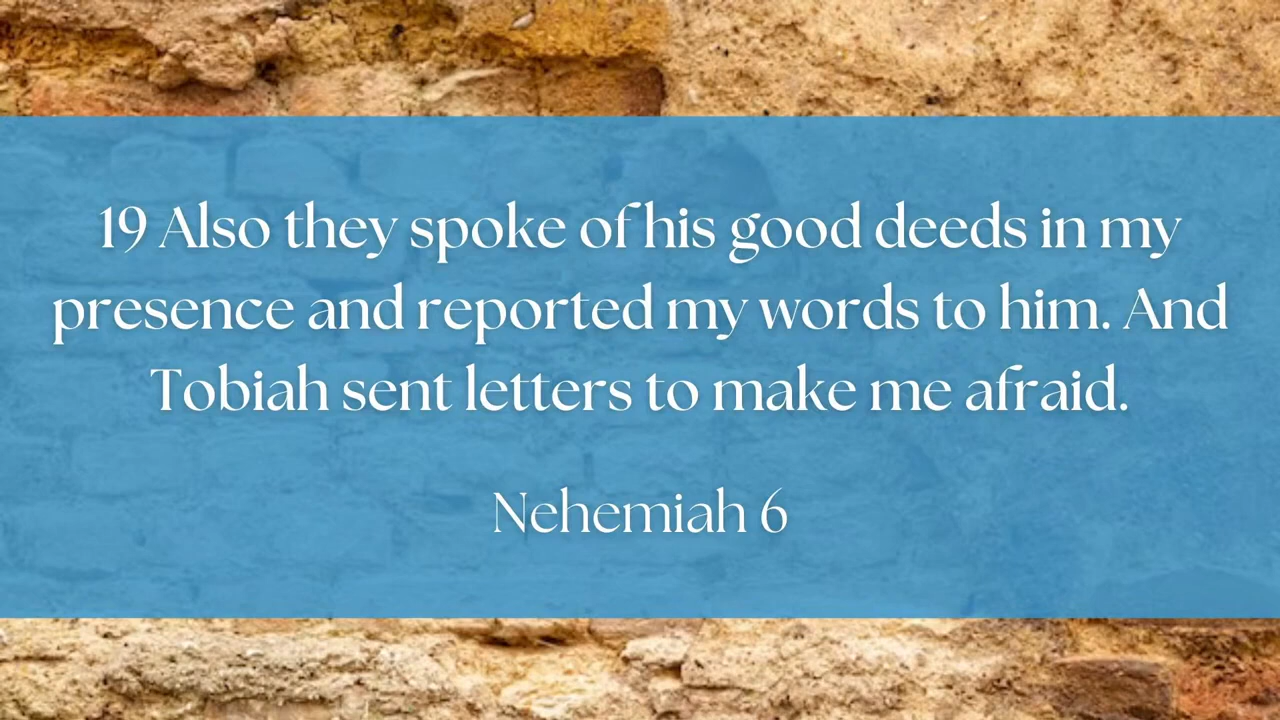 19 Also they spoke of his good deeds in my
presence and reported my words to him. And
Tobiah sent letters to make me afraid.
Nehemiah 6